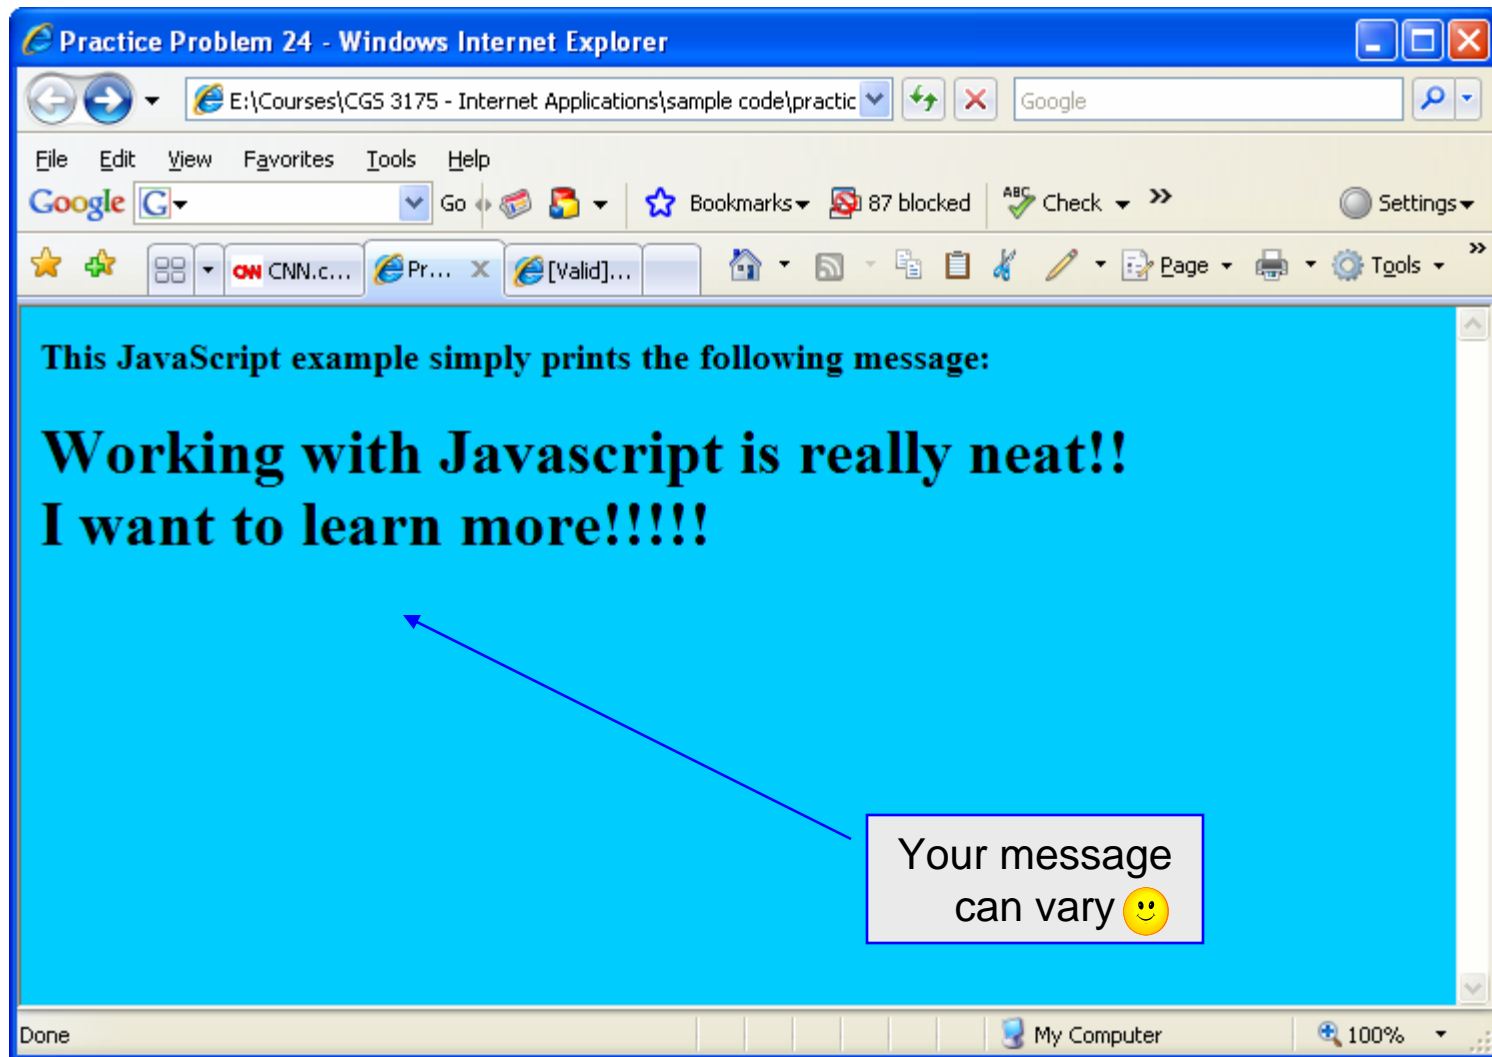 Practice Problem 24 - Windows Internet Explorer
E:\Courses\CGS 3175 - Internet Applications\sample code\practic
Google
File Edit View Favorites Tools Help
Google G Go Bookmarks 87 blocked ABC Check » Settings
CNN CNN.c... Pr... X [Valid]... Page Tools »
This JavaScript example simply prints the following message:
Working with Javascript is really neat!!
I want to learn more!!!!!
Your message
can vary
Done My Computer 100%